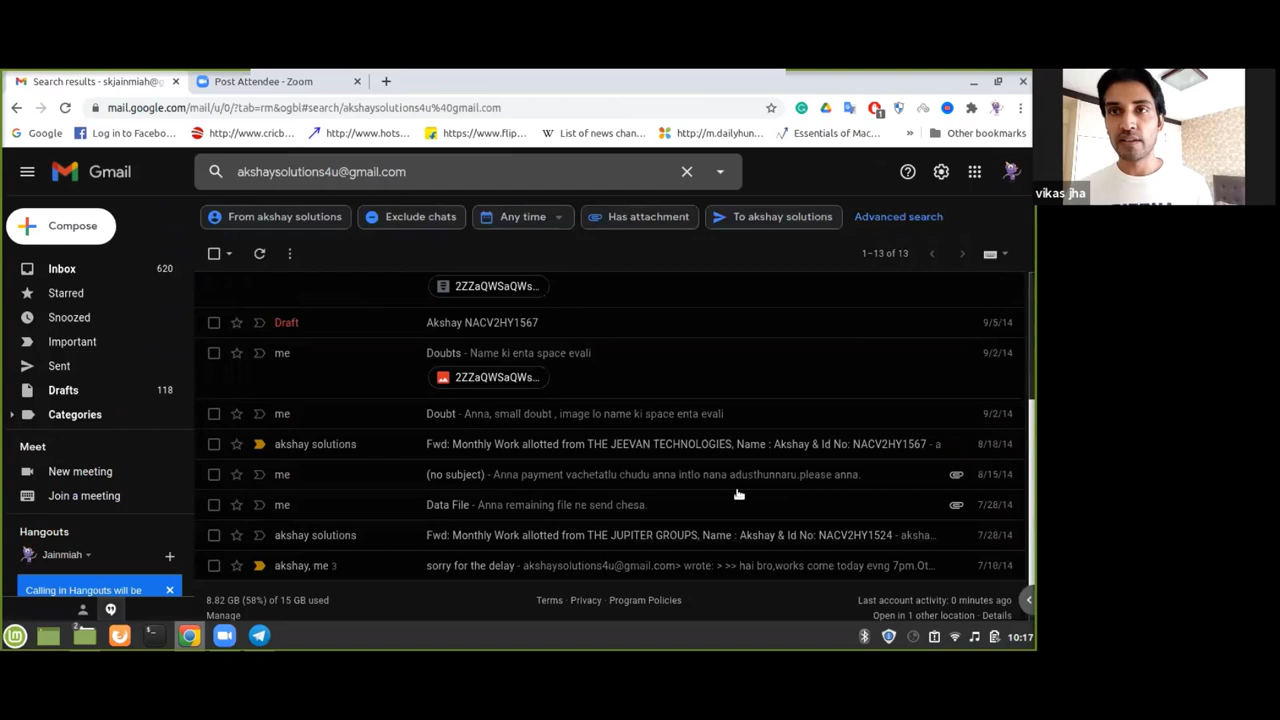 Search results - skjainmiah@g
Post Attendee - Zoom
mail.google.com/mail/u/0/?tab=rm&ogbl#search/akshaysolutions4u%40gmail.com
1
Google
Log in to Facebo...
http://www.cricb...
http://www.hots...
https://www.flip...
List of news chan...
http://m.dailyhun...
Essentials of Mac...
»
Other bookmarks
vikas jha
Gmail
akshaysolutions4u@gmail.com
From akshay solutions
Exclude chats
Any time
Has attachment
To akshay solutions
Advanced search
Compose
1–13 of 13
Inbox 620
Starred
Snoozed
Important
Sent
Drafts 118
Categories
Meet
New meeting
Join a meeting
Hangouts
Jainmiah
Calling in Hangouts will be
2ZZaQWSaQWs...
Draft Akshay NACV2HY1567 9/5/14
me Doubts - Name ki enta space evali 9/2/14
2ZZaQWSaQWs...
me Doubt - Anna, small doubt , image lo name ki space enta evali 9/2/14
akshay solutions Fwd: Monthly Work allotted from THE JEEVAN TECHNOLOGIES, Name : Akshay & Id No: NACV2HY1567 - a 8/18/14
me (no subject) - Anna payment vachetatlu chudu anna intlo nana adusthunnaru.please anna. 8/15/14
me Data File - Anna remaining file ne send chesa. 7/28/14
akshay solutions Fwd: Monthly Work allotted from THE JUPITER GROUPS, Name : Akshay & Id No: NACV2HY1524 - aksha... 7/28/14
akshay, me 3 sorry for the delay - akshaysolutions4u@gmail.com> wrote: > >> hai bro,works come today evng 7pm.Ot... 7/10/14
8.82 GB (58%) of 15 GB used
Manage
Terms · Privacy · Program Policies
Last account activity: 0 minutes ago
Open in 1 other location · Details
2
10:17